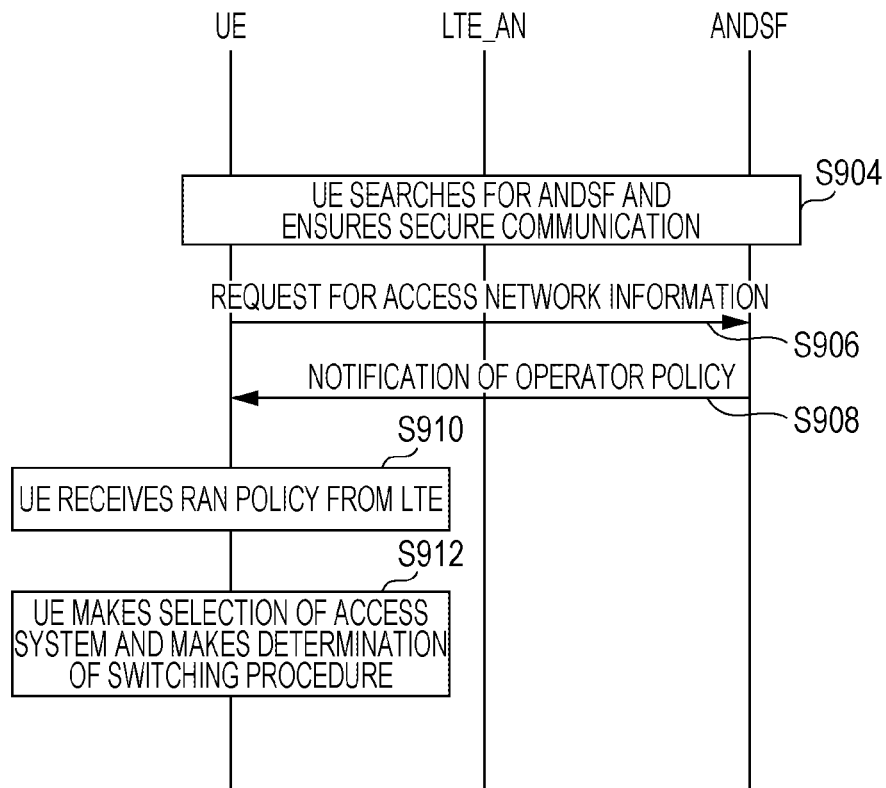 UE
LTE_AN
ANDSF
S904
UE SEARCHES FOR ANDSF AND
ENSURES SECURE COMMUNICATION
REQUEST FOR ACCESS NETWORK INFORMATION
S906
NOTIFICATION OF OPERATOR POLICY
S908
S910
UE RECEIVES RAN POLICY FROM LTE
S912
UE MAKES SELECTION OF ACCESS
SYSTEM AND MAKES DETERMINATION
OF SWITCHING PROCEDURE